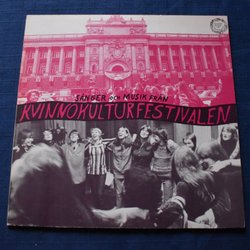 SÅNGER OCH MUSIK FRÅN
KVINNOKULTURFESTIVALEN